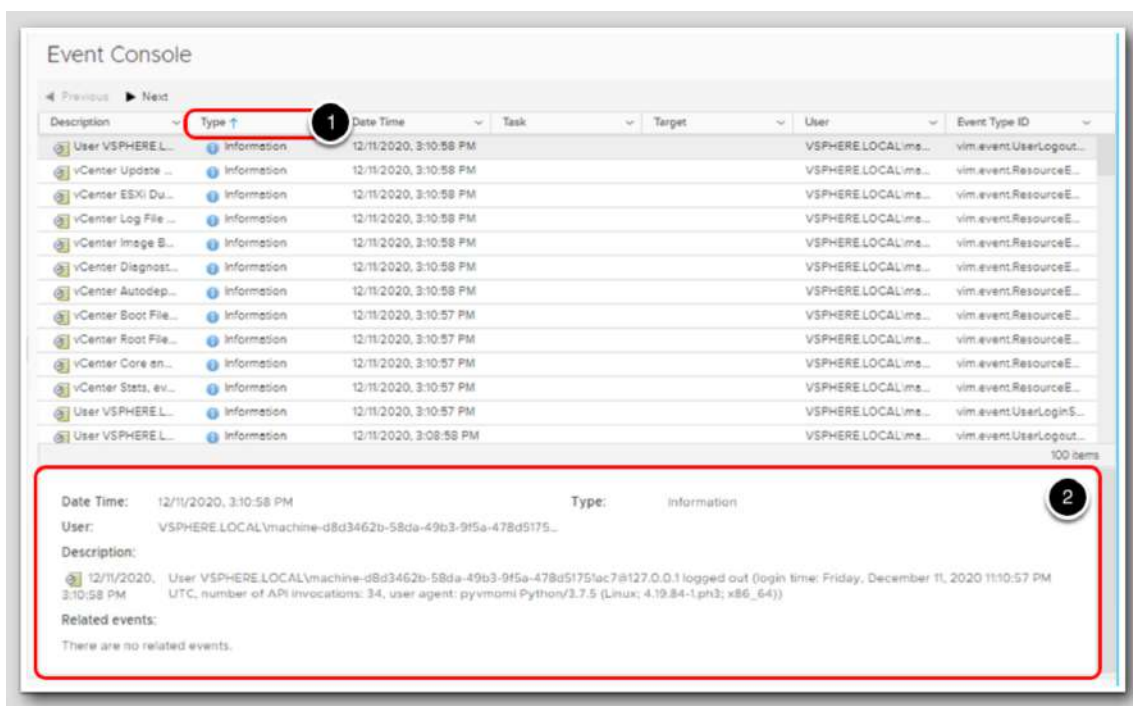 Event Console
Previous Next
Description Type ↑ 1 Date Time Task Target User Event Type ID
User VSPHERE.L... Information 12/11/2020, 3:10:58 PM VSPHERE.LOCAL\ma... vim.event.UserLogout...
vCenter Update ... Information 12/11/2020, 3:10:58 PM VSPHERE.LOCAL\ma... vim.event.ResourceE...
vCenter ESXi Du... Information 12/11/2020, 3:10:58 PM VSPHERE.LOCAL\ma... vim.event.ResourceE...
vCenter Log File ... Information 12/11/2020, 3:10:58 PM VSPHERE.LOCAL\ma... vim.event.ResourceE...
vCenter Image B... Information 12/11/2020, 3:10:58 PM VSPHERE.LOCAL\ma... vim.event.ResourceE...
vCenter Diagnost... Information 12/11/2020, 3:10:58 PM VSPHERE.LOCAL\ma... vim.event.ResourceE...
vCenter Autodep... Information 12/11/2020, 3:10:58 PM VSPHERE.LOCAL\ma... vim.event.ResourceE...
vCenter Boot File... Information 12/11/2020, 3:10:57 PM VSPHERE.LOCAL\ma... vim.event.ResourceE...
vCenter Root File... Information 12/11/2020, 3:10:57 PM VSPHERE.LOCAL\ma... vim.event.ResourceE...
vCenter Core an... Information 12/11/2020, 3:10:57 PM VSPHERE.LOCAL\ma... vim.event.ResourceE...
vCenter Stats, ev... Information 12/11/2020, 3:10:57 PM VSPHERE.LOCAL\ma... vim.event.ResourceE...
User VSPHERE.L... Information 12/11/2020, 3:10:57 PM VSPHERE.LOCAL\ma... vim.event.UserLoginS...
User VSPHERE.L... Information 12/11/2020, 3:08:58 PM VSPHERE.LOCAL\ma... vim.event.UserLogout...
100 items
Date Time: 12/11/2020, 3:10:58 PM Type: Information 2
User: VSPHERE.LOCAL\machine-d8d3462b-58da-49b3-9f5a-478d5175...
Description:
12/11/2020, User VSPHERE.LOCAL\machine-d8d3462b-58da-49b3-9f5a-478d51751ac7@127.0.0.1 logged out (login time: Friday, December 11, 2020 11:10:57 PM
3:10:58 PM UTC, number of API invocations: 34, user agent: pyvmomi Python/3.7.5 (Linux; 4.19.84-1.ph3; x86_64))
Related events:
There are no related events.